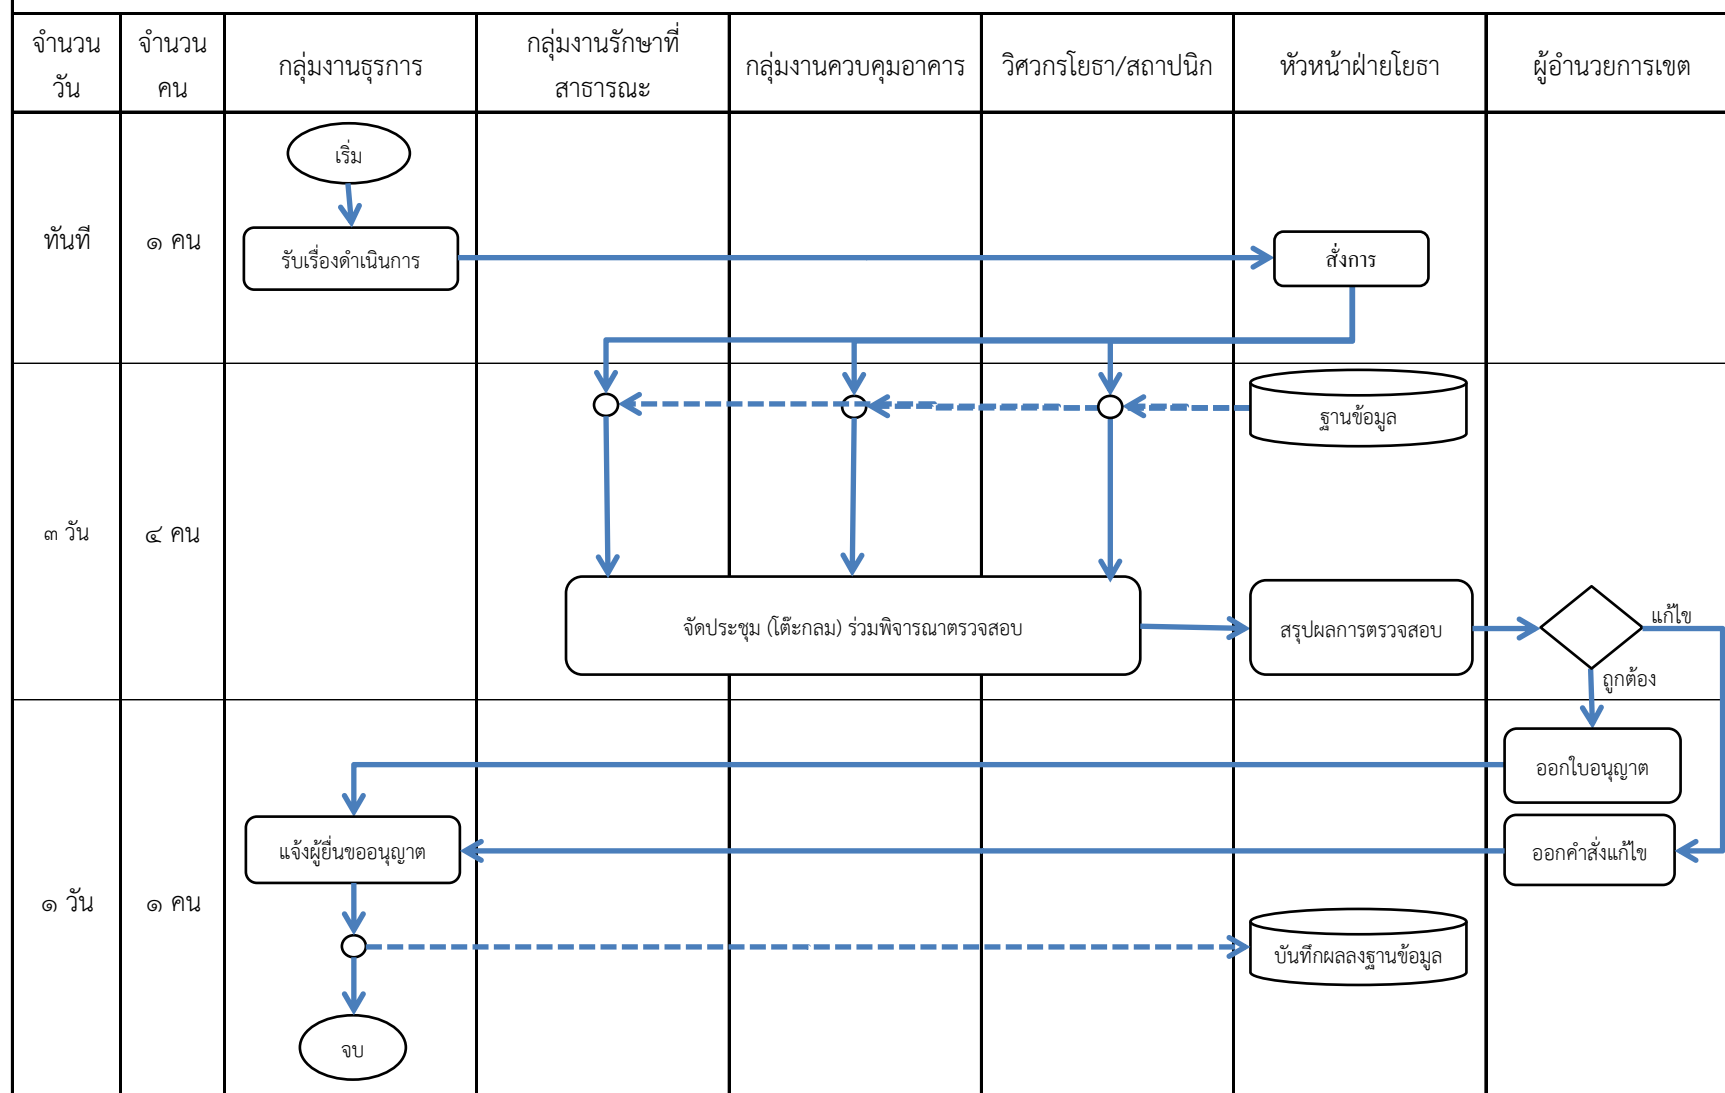 จำนวน
วัน
จำนวน
คน
กลุ่มงานธุรการ
กลุ่มงานรักษาที่
สาธารณะ
กลุ่มงานควบคุมอาคาร
วิศวกรโยธา/สถาปนิก
หัวหน้าฝ่ายโยธา
ผู้อำนวยการเขต
เริ่ม
ทันที
๑ คน
รับเรื่องดำเนินการ
สั่งการ
ฐานข้อมูล
๓ วัน
๔ คน
จัดประชุม (โต๊ะกลม) ร่วมพิจารณาตรวจสอบ
สรุปผลการตรวจสอบ
แก้ไข
ถูกต้อง
ออกใบอนุญาต
แจ้งผู้ยื่นขออนุญาต
ออกคำสั่งแก้ไข
๑ วัน
๑ คน
บันทึกผลลงฐานข้อมูล
จบ